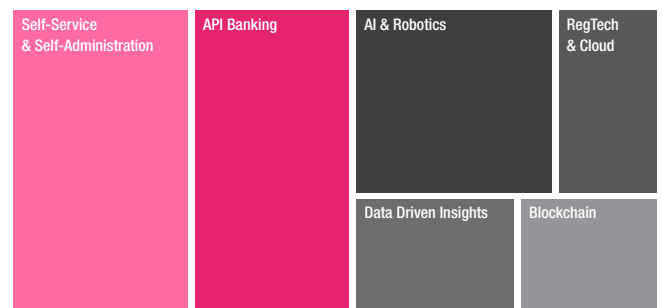 Self-Service
& Self-Administration
API Banking
AI & Robotics
RegTech
& Cloud
Data Driven Insights
Blockchain